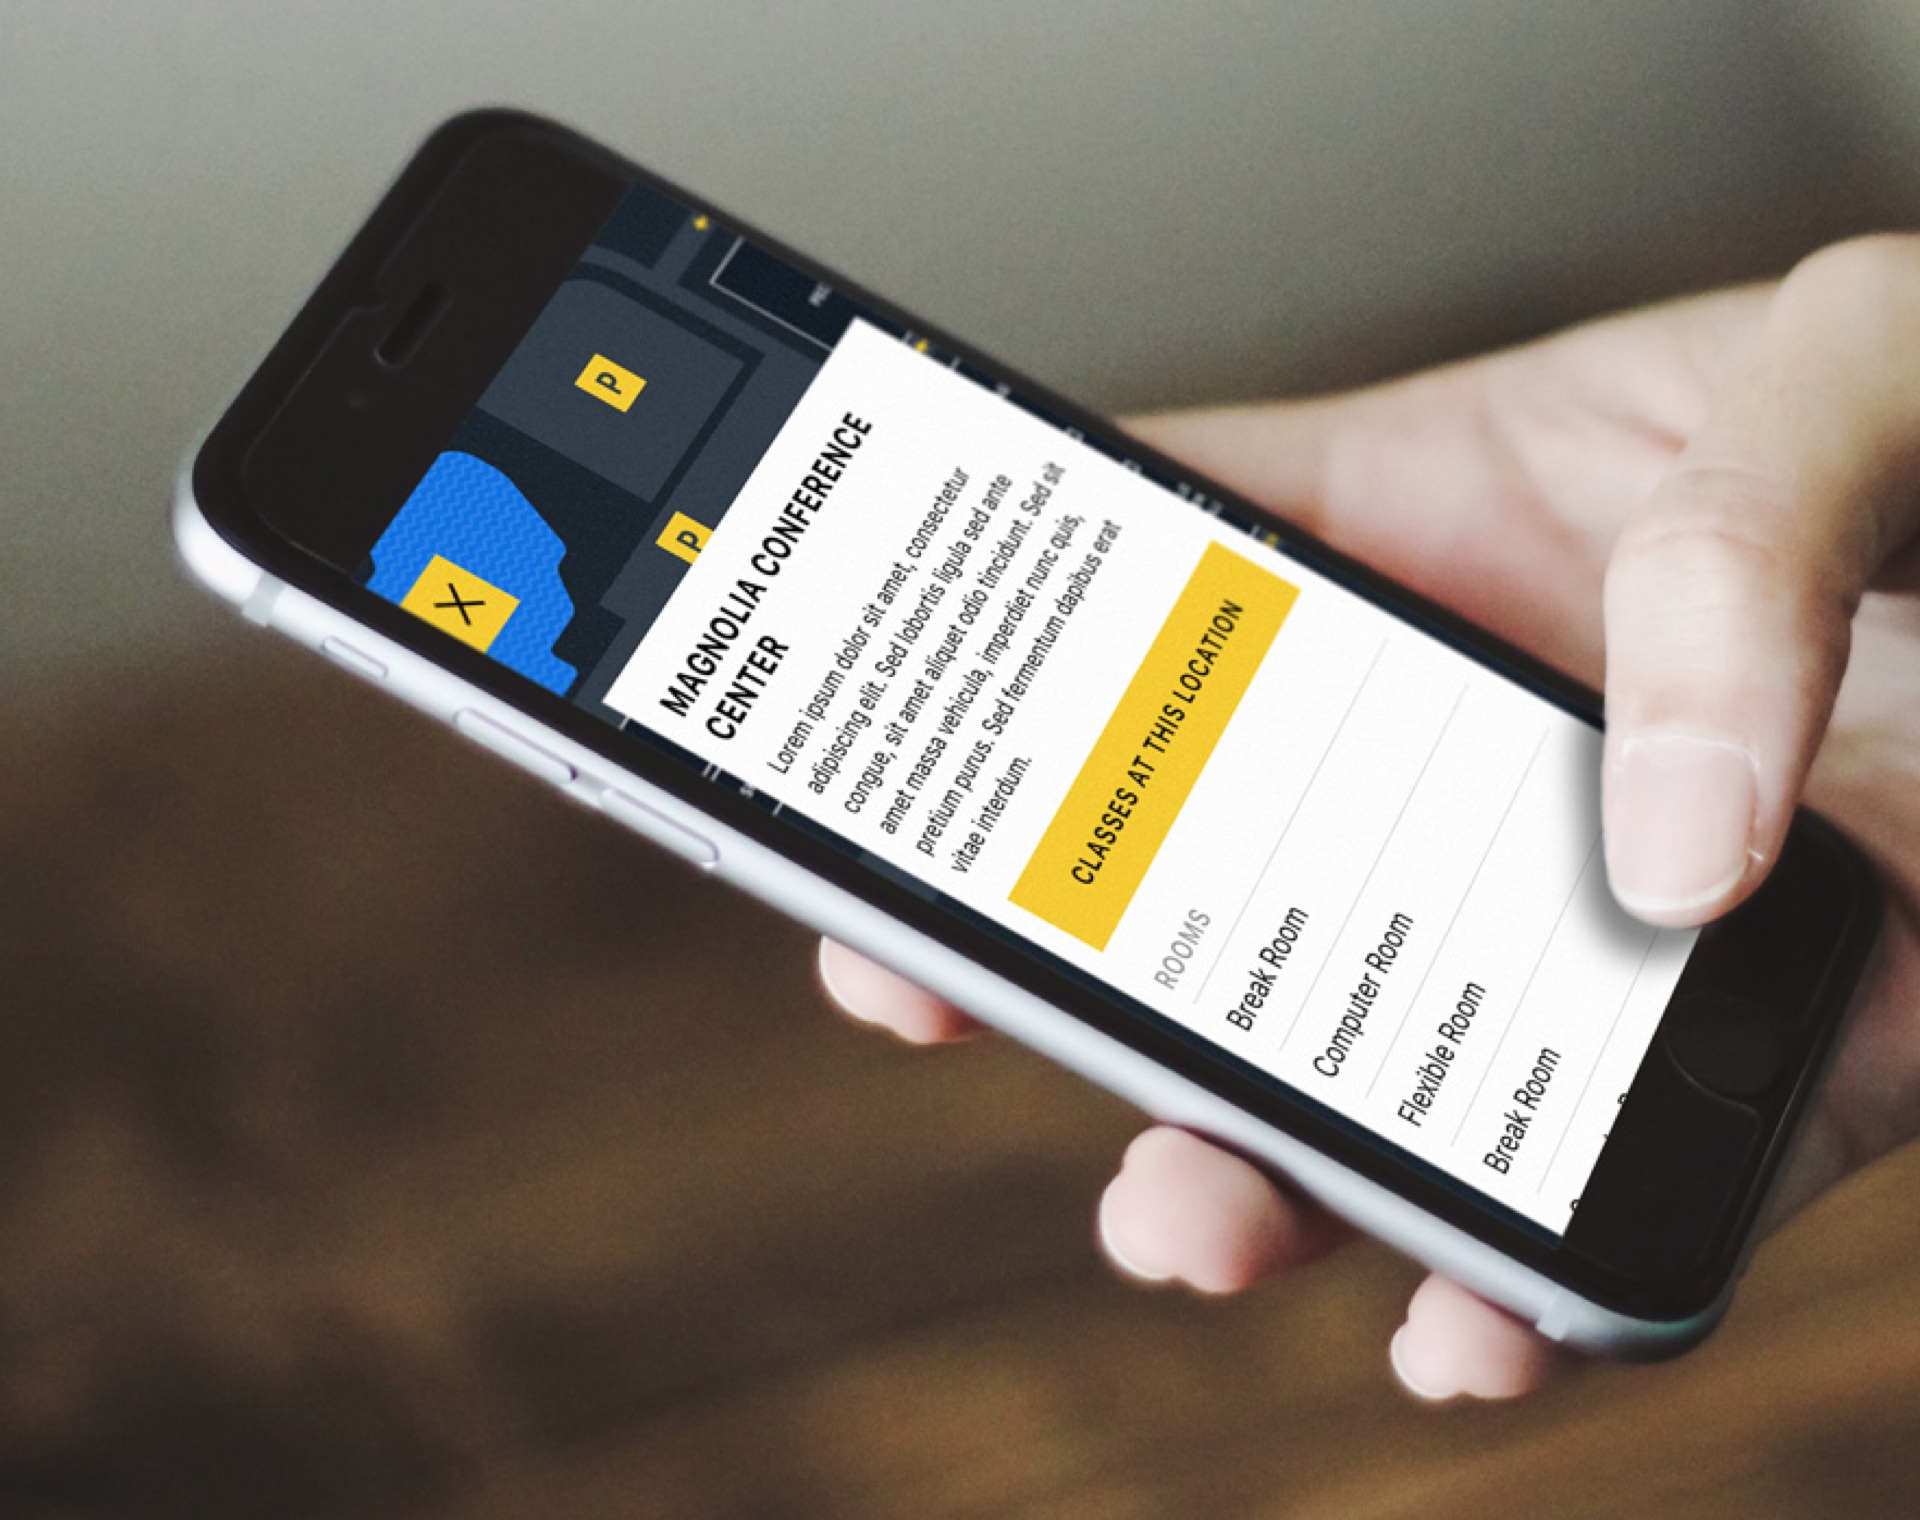 P
X
P
MAGNOLIA CONFERENCE
CENTER
Lorem ipsum dolor sit amet, consectetur
adipiscing elit. Sed lobortis ligula sed ante
congue, sit amet aliquet odio tincidunt. Sed sit
amet massa vehicula, imperdiet nunc quis,
pretium purus. Sed fermentum dapibus erat
vitae interdum.
CLASSES AT THIS LOCATION
ROOMS
Break Room
Computer Room
Flexible Room
Break Room